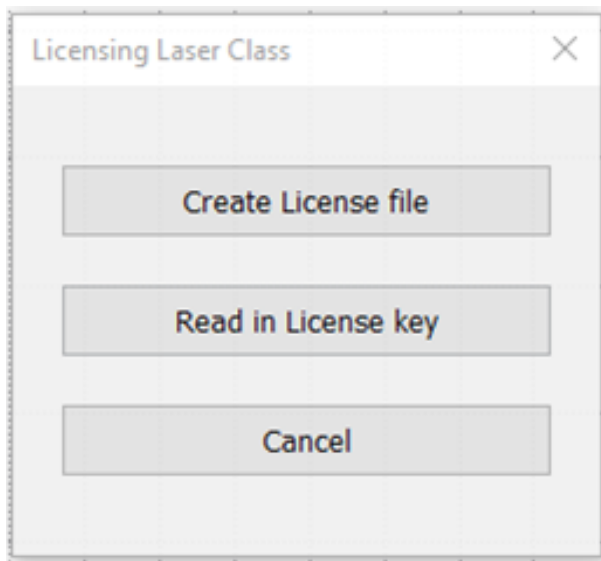 Licensing Laser Class
Create License file
Read in License key
Cancel